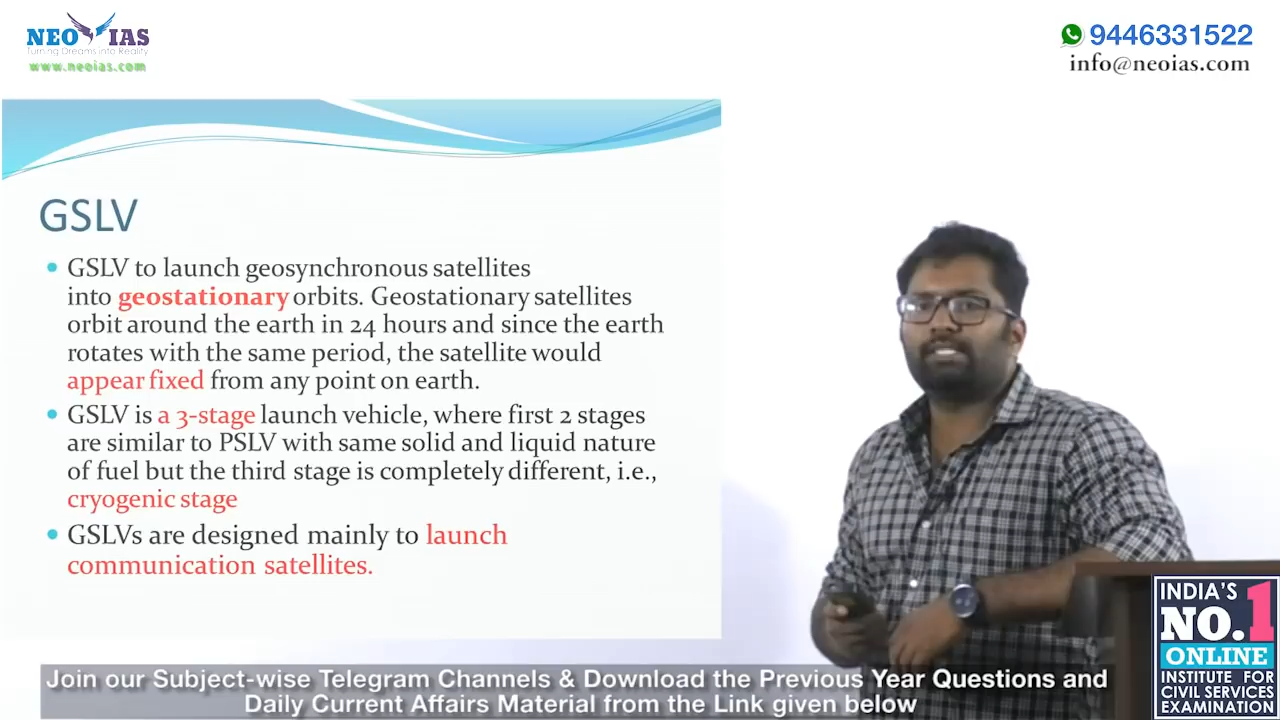 NEO IAS
Turning Dreams into Reality
www.neoias.com
9446331522
info@neoias.com
GSLV
• GSLV to launch geosynchronous satellites
into geostationary orbits. Geostationary satellites
orbit around the earth in 24 hours and since the earth
rotates with the same period, the satellite would
appear fixed from any point on earth.
• GSLV is a 3-stage launch vehicle, where first 2 stages
are similar to PSLV with same solid and liquid nature
of fuel but the third stage is completely different, i.e.,
cryogenic stage
• GSLVs are designed mainly to launch
communication satellites.
INDIA'S
NO.1
ONLINE
INSTITUTE FOR
CIVIL SERVICES
EXAMINATION
Join our Subject-wise Telegram Channels & Download the Previous Year Questions and
Daily Current Affairs Material from the Link given below